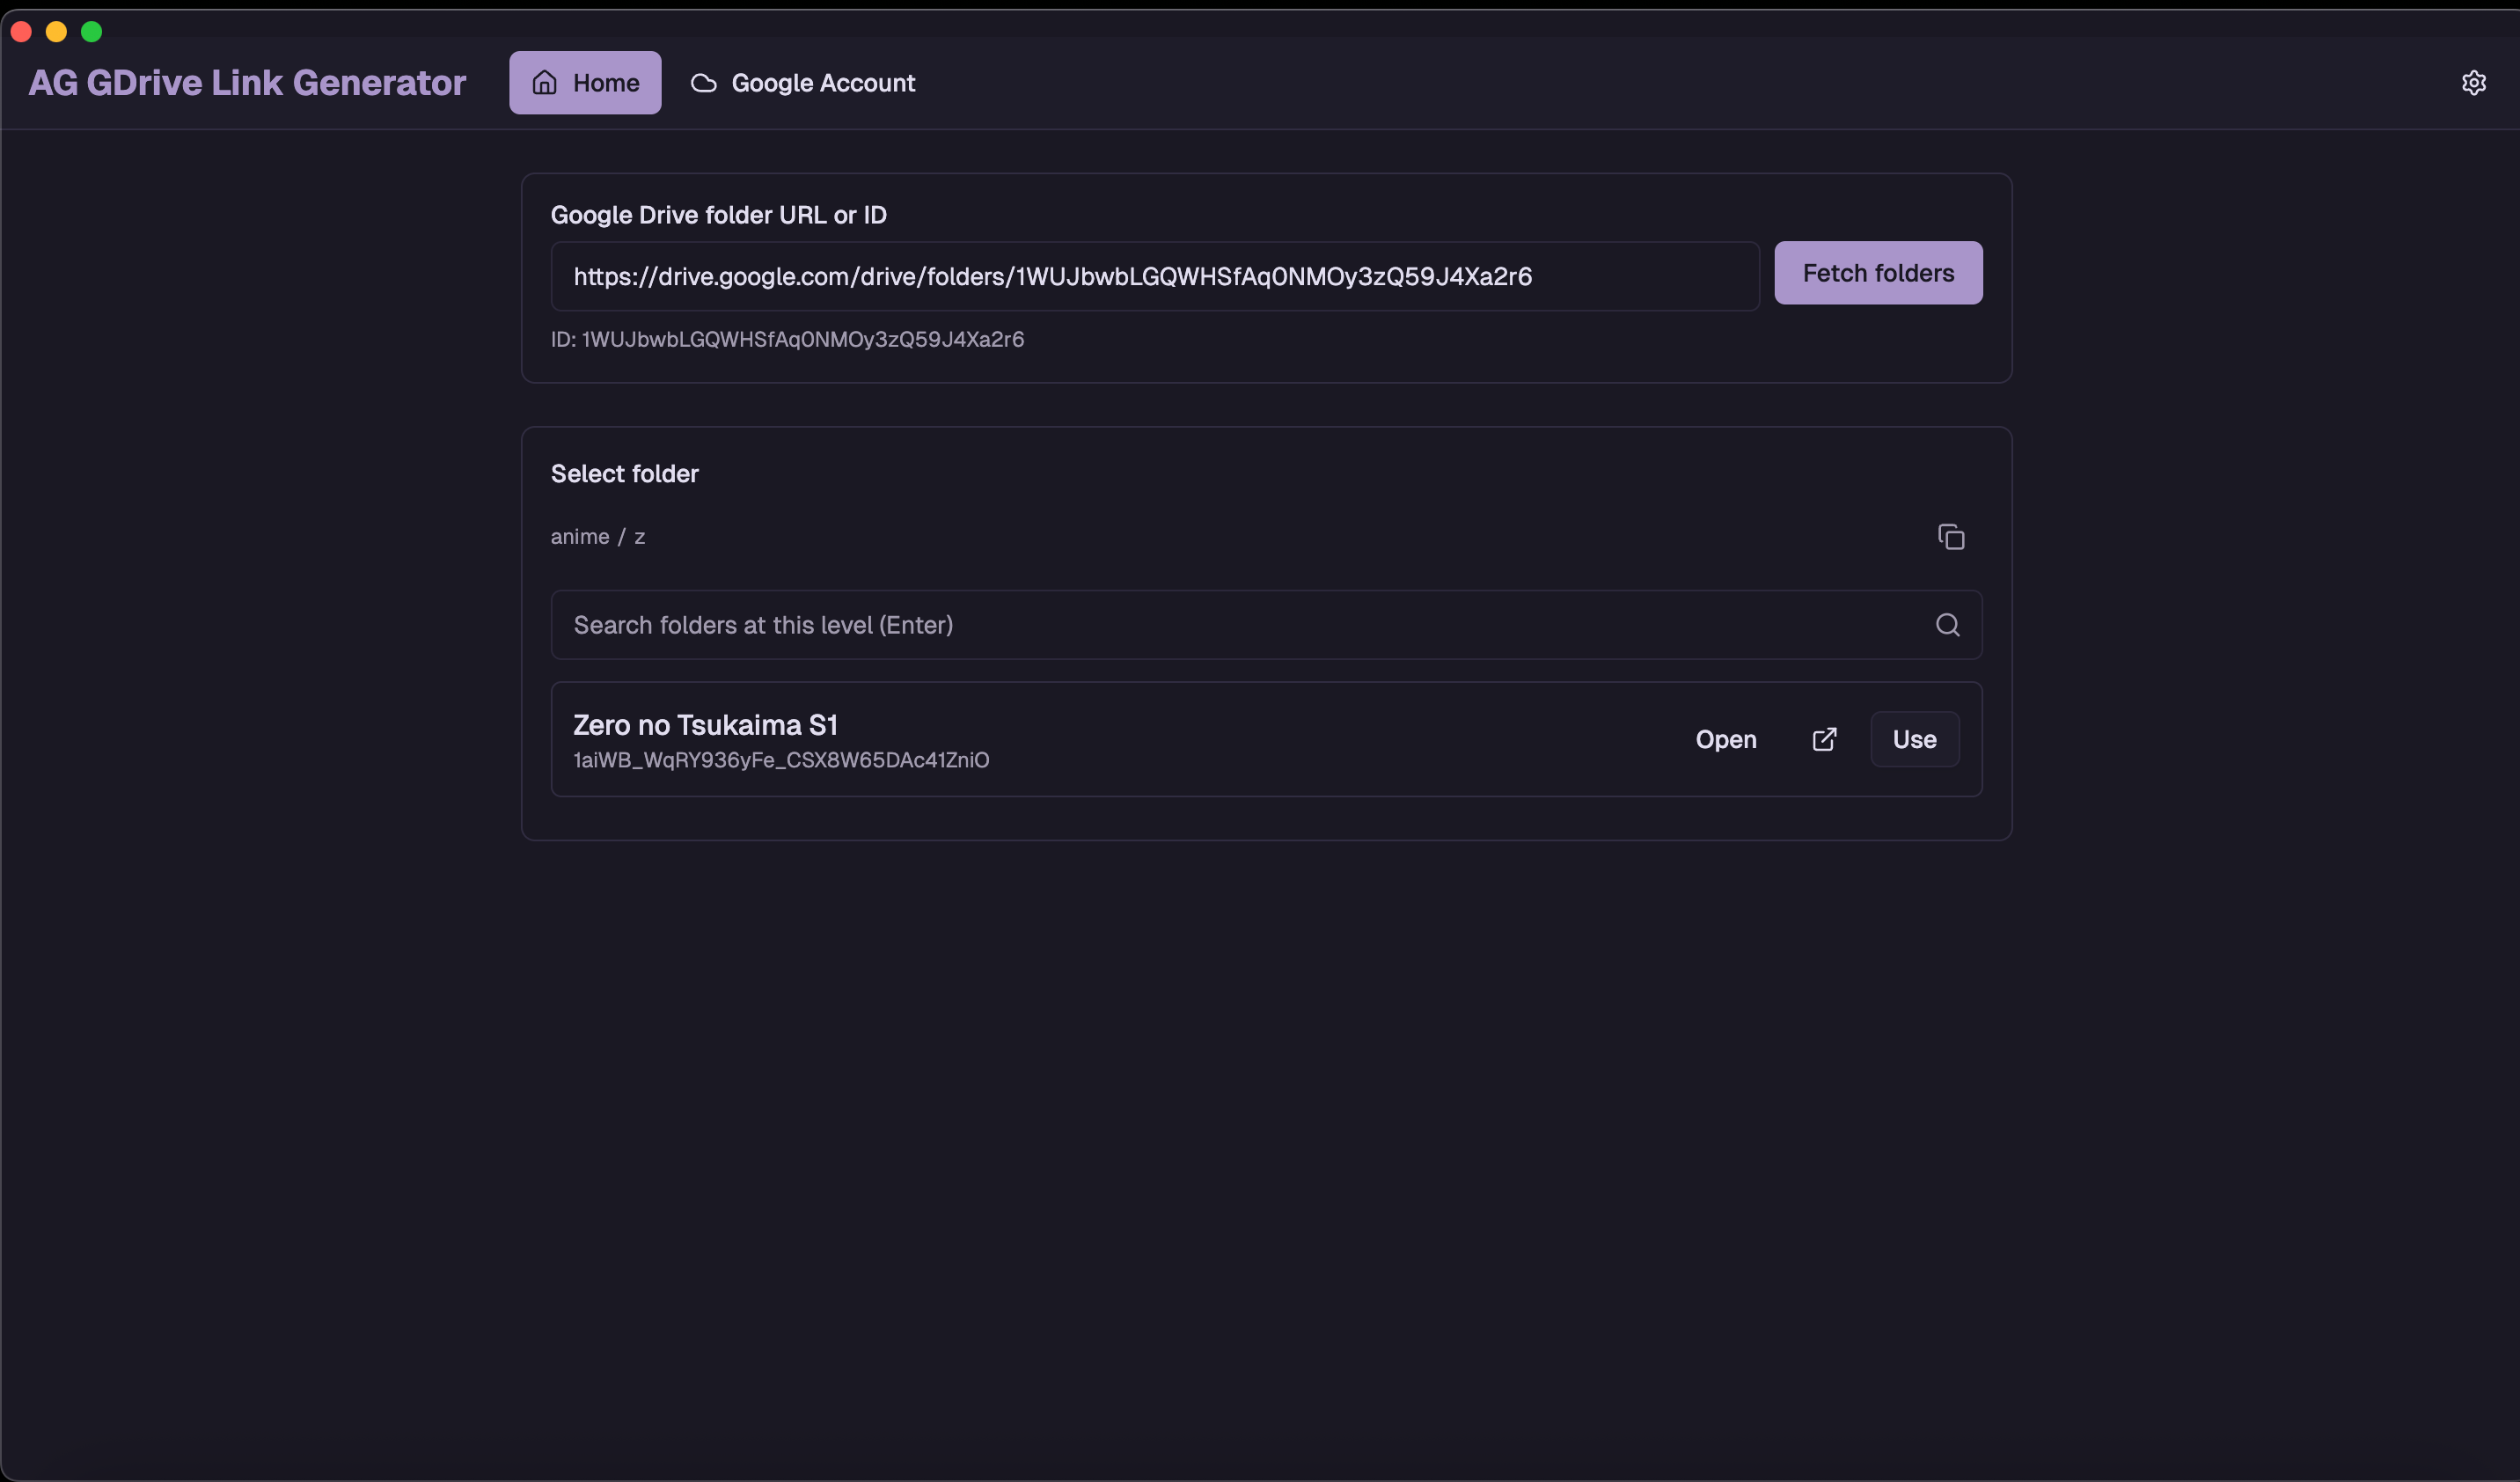 AG GDrive Link Generator
Home
Google Account
Google Drive folder URL or ID
https://drive.google.com/drive/folders/1WUJbwbLGQWHSfAq0NMOy3zQ59J4Xa2r6
Fetch folders
ID: 1WUJbwbLGQWHSfAq0NMOy3zQ59J4Xa2r6
Select folder
anime / z
Search folders at this level (Enter)
Zero no Tsukaima S1
1aiWB_WqRY936yFe_CSX8W65DAc41ZniO
Open
Use